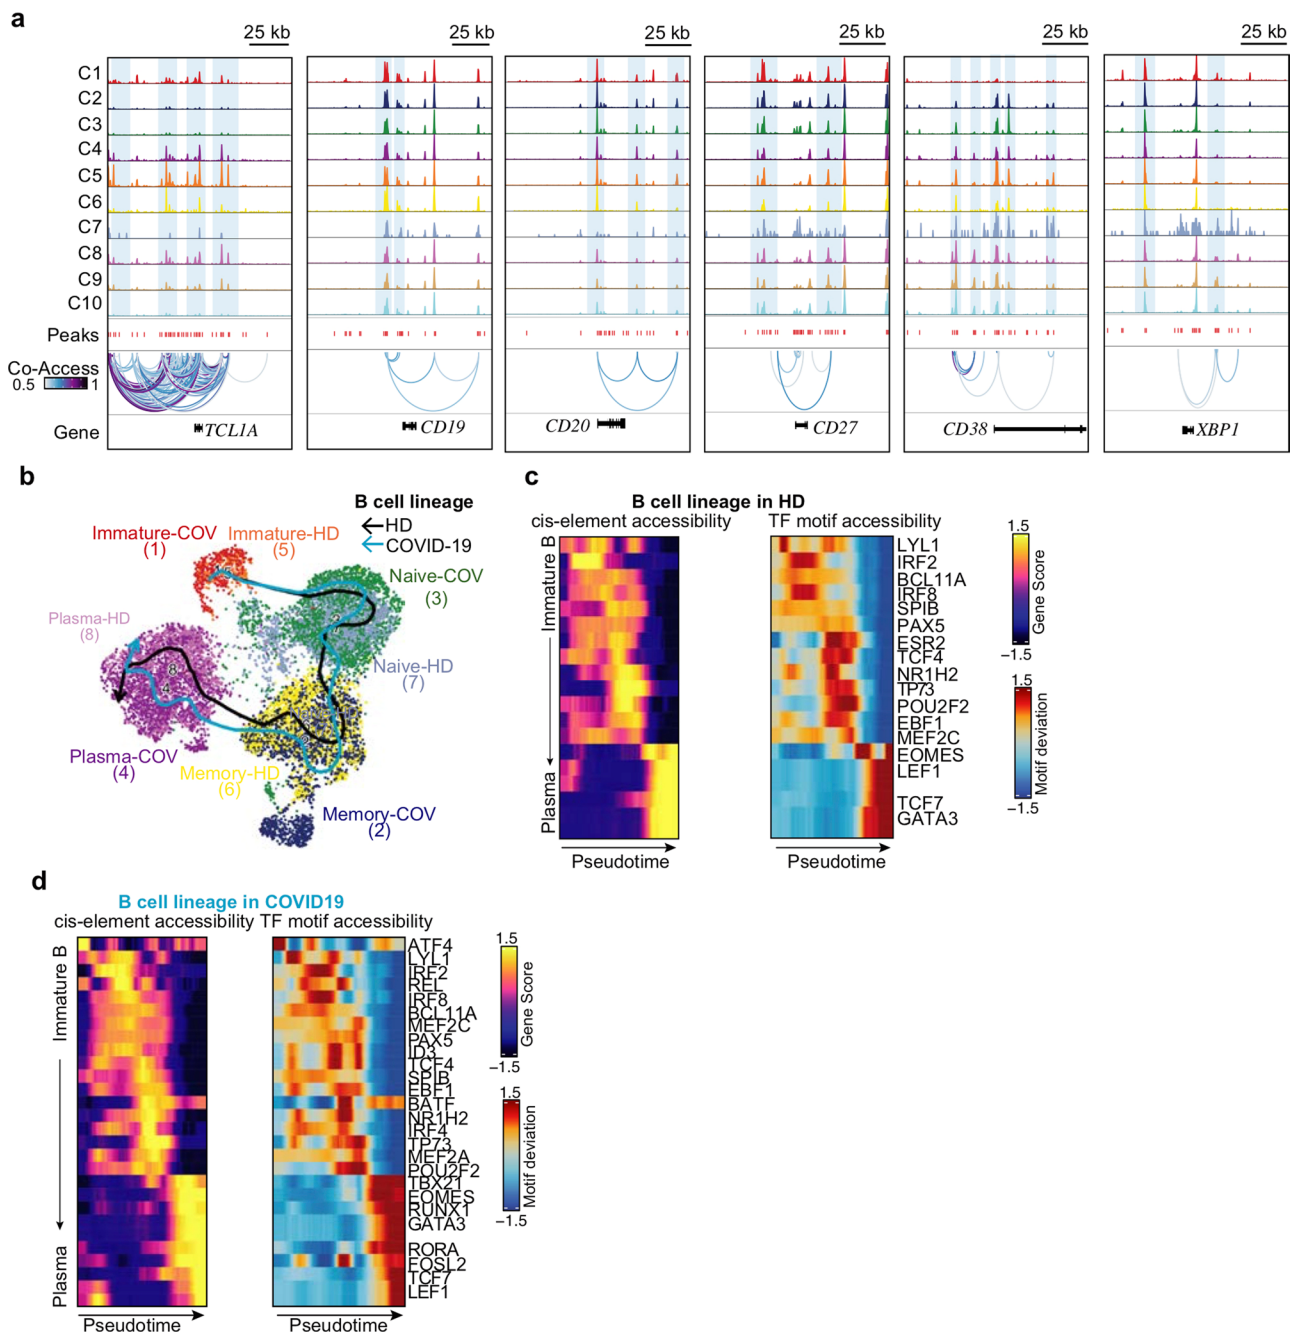 a
25 kb 25 kb 25 kb 25 kb 25 kb 25 kb
C1
C2
C3
C4
C5
C6
C7
C8
C9
C10
Peaks
Co-Access
0.5 1
Gene
TCL1A CD19 CD20 CD27 CD38 XBP1
b
B cell lineage
HD
COVID-19
Immature-COV
(1)
Immature-HD
(5)
Naive-COV
(3)
Plasma-HD
(8)
Naive-HD
(7)
8
4
Plasma-COV
(4)
Memory-HD
(6)
Memory-COV
(2)
c
B cell lineage in HD
cis-element accessibility TF motif accessibility
Immature B
Plasma
LYL1
IRF2
BCL11A
IRF8
SPIB
PAX5
ESR2
TCF4
NR1H2
TP73
POU2F2
EBF1
MEF2C
EOMES
LEF1
TCF7
GATA3
Pseudotime Pseudotime
1.5
Gene Score
−1.5
1.5
Motif deviation
−1.5
d
B cell lineage in COVID19
cis-element accessibility TF motif accessibility
Immature B
Plasma
ATF4
LYL1
IRF2
REL
IRF8
BCL11A
MEF2C
PAX5
ID3
TCF4
SPIB
EBF1
BATF
NR1H2
IRF4
TP73
MEF2A
POU2F2
TBX21
EOMES
RUNX1
GATA3
RORA
FOSL2
TCF7
LEF1
Pseudotime Pseudotime
1.5
Gene Score
−1.5
1.5
Motif deviation
−1.5